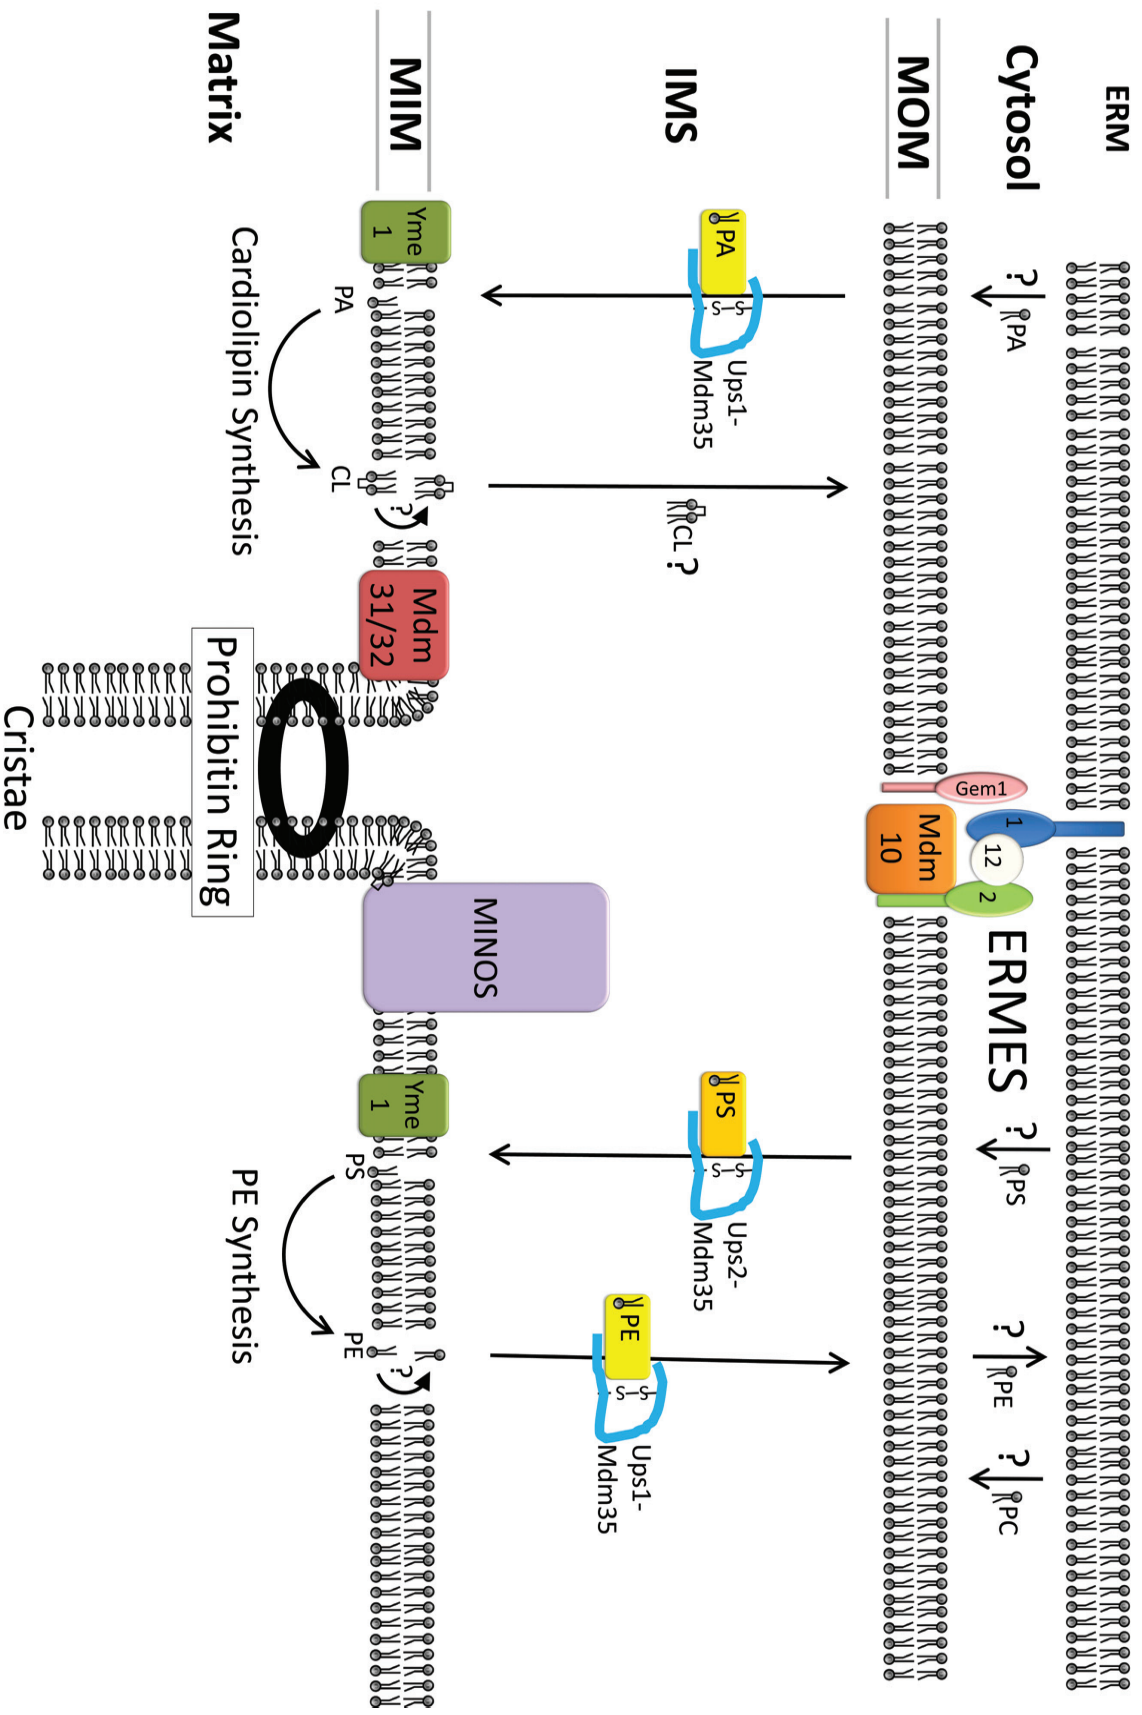 ERM
Cytosol
?
PA
Gem1
1
12
2
Mdm
10
ERMES
?
PS
?
PE
?
PC
MOM
IMS
PA
S-S
Ups1-
Mdm35
CL ?
PS
S-S
Ups2-
Mdm35
PE
S-S
Ups1-
Mdm35
MIM
Yme
1
PA
CL
?
Cardiolipin Synthesis
Mdm
31/32
MINOS
Yme
1
PS
PE
?
PE Synthesis
Matrix
Prohibitin Ring
Cristae